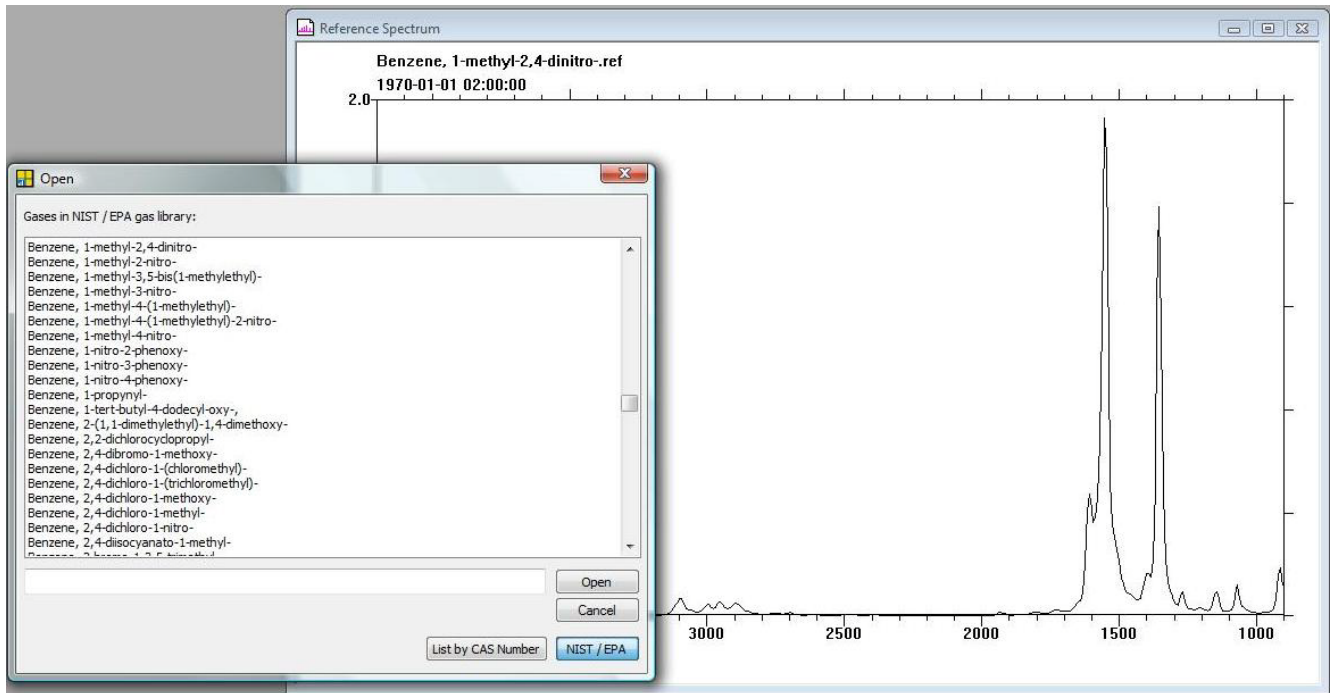 Reference Spectrum
Benzene, 1-methyl-2,4-dinitro-.ref
1970-01-01 02:00:00
2.0
3000 2500 2000 1500 1000
Open
Gases in NIST / EPA gas library:
Benzene, 1-methyl-2,4-dinitro-
Benzene, 1-methyl-2-nitro-
Benzene, 1-methyl-3,5-bis(1-methylethyl)-
Benzene, 1-methyl-3-nitro-
Benzene, 1-methyl-4-(1-methylethyl)-
Benzene, 1-methyl-4-(1-methylethyl)-2-nitro-
Benzene, 1-methyl-4-nitro-
Benzene, 1-nitro-2-phenoxy-
Benzene, 1-nitro-3-phenoxy-
Benzene, 1-nitro-4-phenoxy-
Benzene, 1-propynyl-
Benzene, 1-tert-butyl-4-dodecyl-oxy-,
Benzene, 2-(1,1-dimethylethyl)-1,4-dimethoxy-
Benzene, 2,2-dichlorocyclopropyl-
Benzene, 2,4-dibromo-1-methoxy-
Benzene, 2,4-dichloro-1-(chloromethyl)-
Benzene, 2,4-dichloro-1-(trichloromethyl)-
Benzene, 2,4-dichloro-1-methoxy-
Benzene, 2,4-dichloro-1-methyl-
Benzene, 2,4-dichloro-1-nitro-
Benzene, 2,4-diisocyanato-1-methyl-
Open
Cancel
List by CAS Number
NIST / EPA